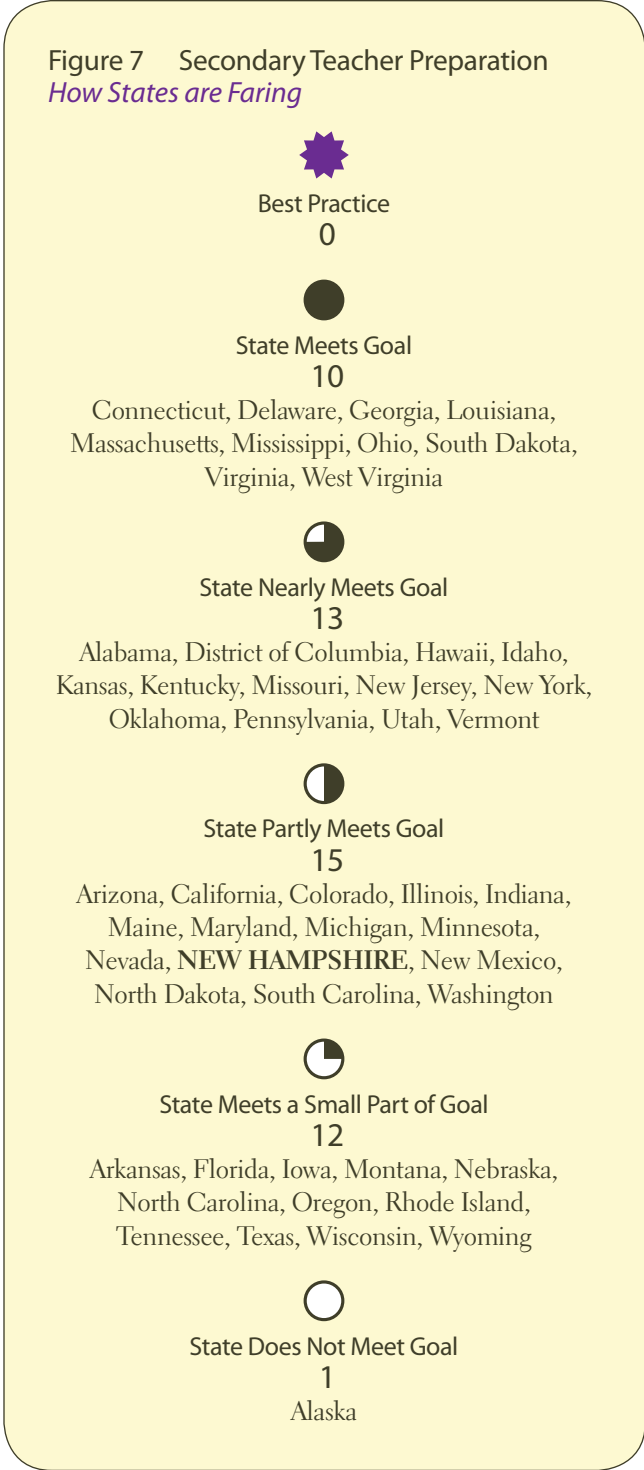 Figure 7 Secondary Teacher Preparation
How States are Faring
Best Practice
0
State Meets Goal
10
Connecticut, Delaware, Georgia, Louisiana,
Massachusetts, Mississippi, Ohio, South Dakota,
Virginia, West Virginia
State Nearly Meets Goal
13
Alabama, District of Columbia, Hawaii, Idaho,
Kansas, Kentucky, Missouri, New Jersey, New York,
Oklahoma, Pennsylvania, Utah, Vermont
State Partly Meets Goal
15
Arizona, California, Colorado, Illinois, Indiana,
Maine, Maryland, Michigan, Minnesota,
Nevada, NEW HAMPSHIRE, New Mexico,
North Dakota, South Carolina, Washington
State Meets a Small Part of Goal
12
Arkansas, Florida, Iowa, Montana, Nebraska,
North Carolina, Oregon, Rhode Island,
Tennessee, Texas, Wisconsin, Wyoming
State Does Not Meet Goal
1
Alaska